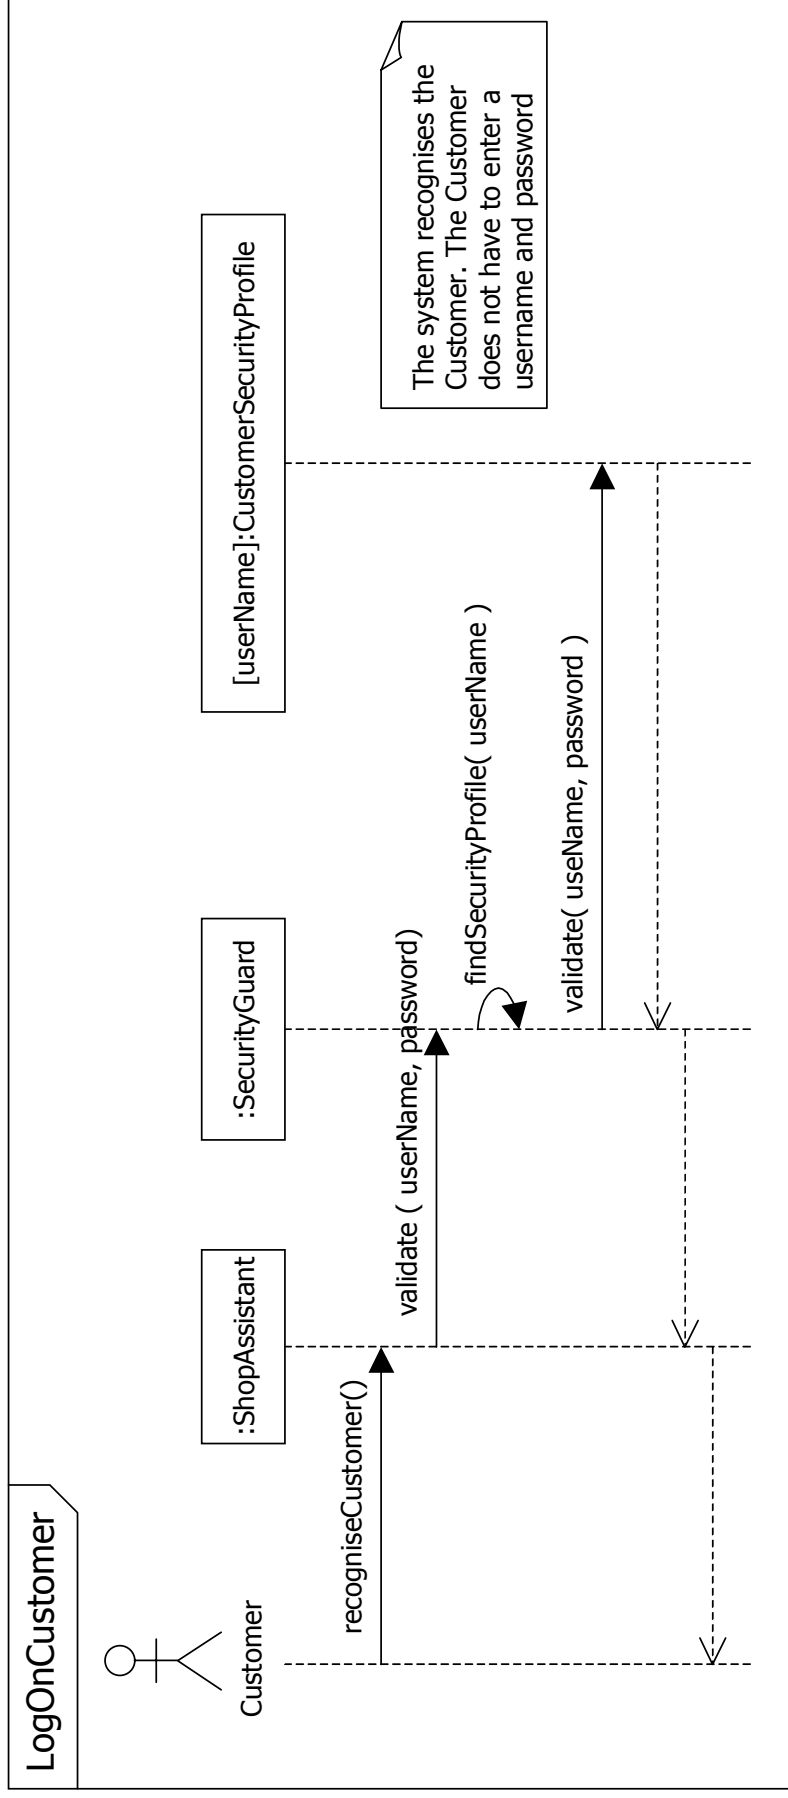 LogOnCustomer
Customer
:ShopAssistant
:SecurityGuard
[userName]:CustomerSecurityProfile
recogniseCustomer()
validate ( userName, password)
findSecurityProfile( userName )
validate( useName, password )
The system recognises the
Customer. The Customer
does not have to enter a
username and password